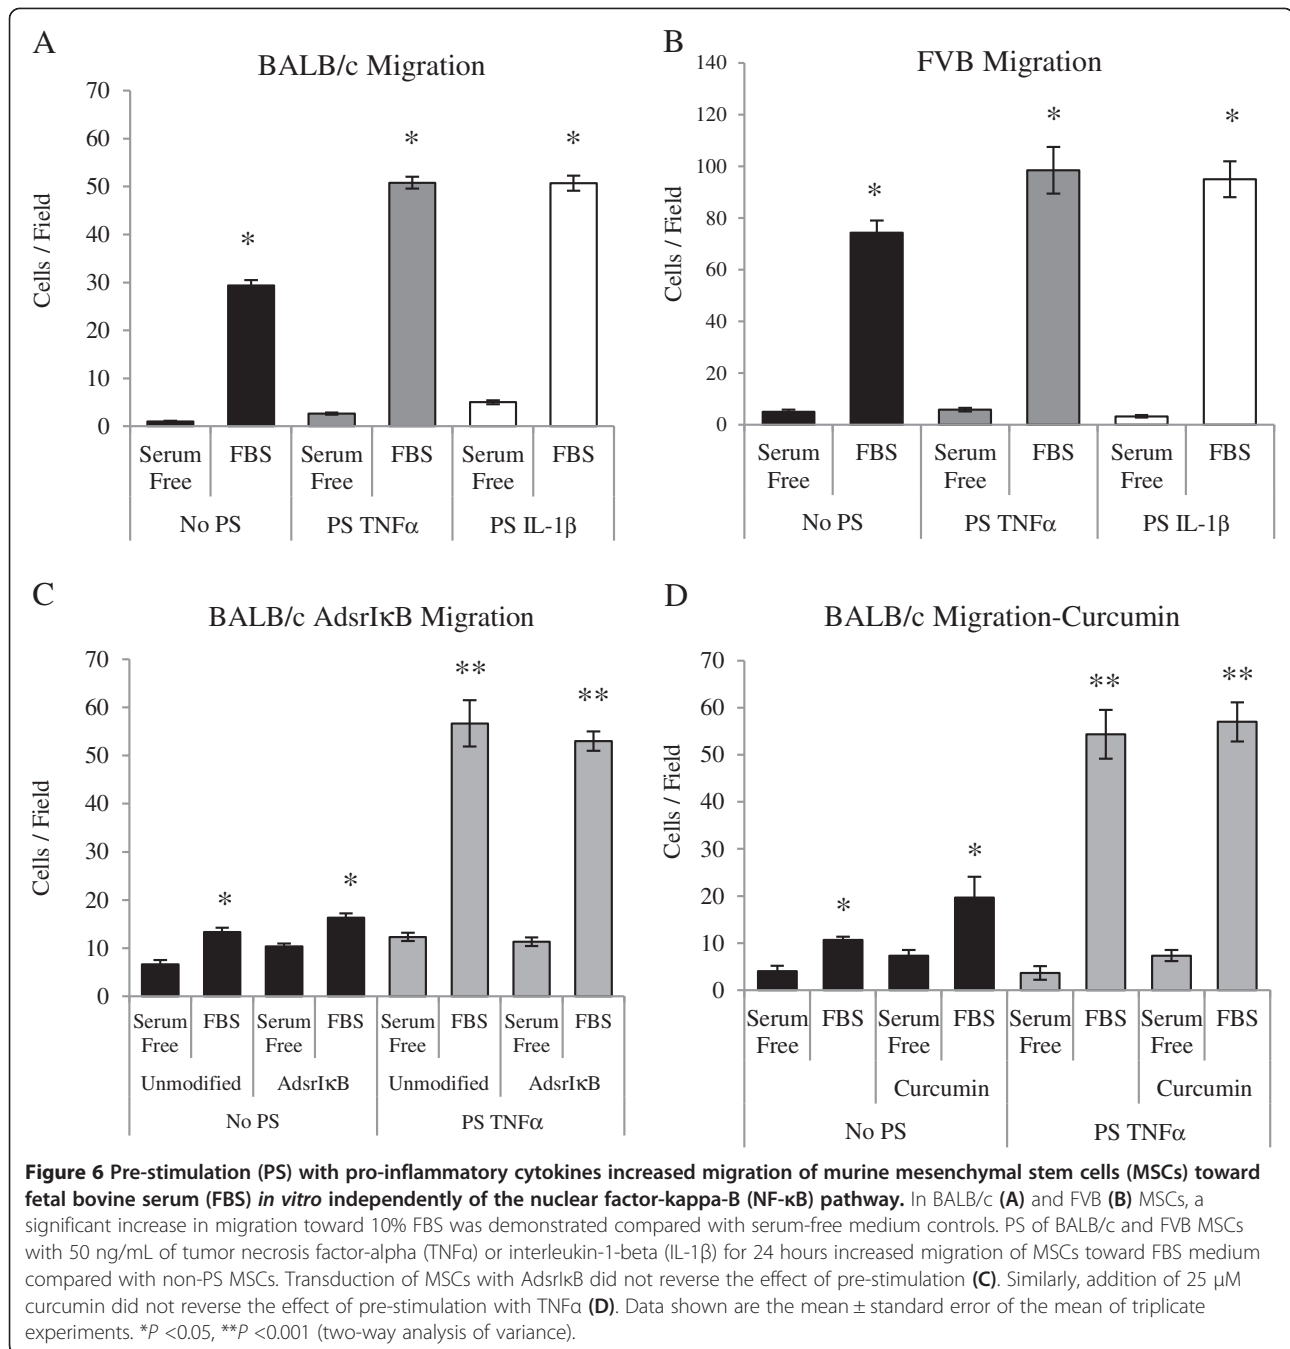 A
BALB/c Migration
70
60
50
40
30
20
10
0
Cells / Field
*
*
*
Serum Free
FBS
Serum Free
FBS
Serum Free
FBS
No PS
PS TNFα
PS IL-1β
B
FVB Migration
140
120
100
80
60
40
20
0
Cells / Field
*
*
*
Serum Free
FBS
Serum Free
FBS
Serum Free
FBS
No PS
PS TNFα
PS IL-1β
C
BALB/c AdsrIκB Migration
70
60
50
40
30
20
10
0
Cells / Field
*
*
**
**
Serum Free
FBS
Serum Free
FBS
Serum Free
FBS
Serum Free
FBS
Unmodified
AdsrIκB
Unmodified
AdsrIκB
No PS
PS TNFα
D
BALB/c Migration-Curcumin
70
60
50
40
30
20
10
0
Cells / Field
*
*
**
**
Serum Free
FBS
Serum Free
FBS
Serum Free
FBS
Serum Free
FBS
Curcumin
Curcumin
No PS
PS TNFα
Figure 6 Pre-stimulation (PS) with pro-inflammatory cytokines increased migration of murine mesenchymal stem cells (MSCs) toward
fetal bovine serum (FBS) in vitro independently of the nuclear factor-kappa-B (NF-κB) pathway. In BALB/c (A) and FVB (B) MSCs, a
significant increase in migration toward 10% FBS was demonstrated compared with serum-free medium controls. PS of BALB/c and FVB MSCs
with 50 ng/mL of tumor necrosis factor-alpha (TNFα) or interleukin-1-beta (IL-1β) for 24 hours increased migration of MSCs toward FBS medium
compared with non-PS MSCs. Transduction of MSCs with AdsrIκB did not reverse the effect of pre-stimulation (C). Similarly, addition of 25 μM
curcumin did not reverse the effect of pre-stimulation with TNFα (D). Data shown are the mean ± standard error of the mean of triplicate
experiments. *P <0.05, **P <0.001 (two-way analysis of variance).